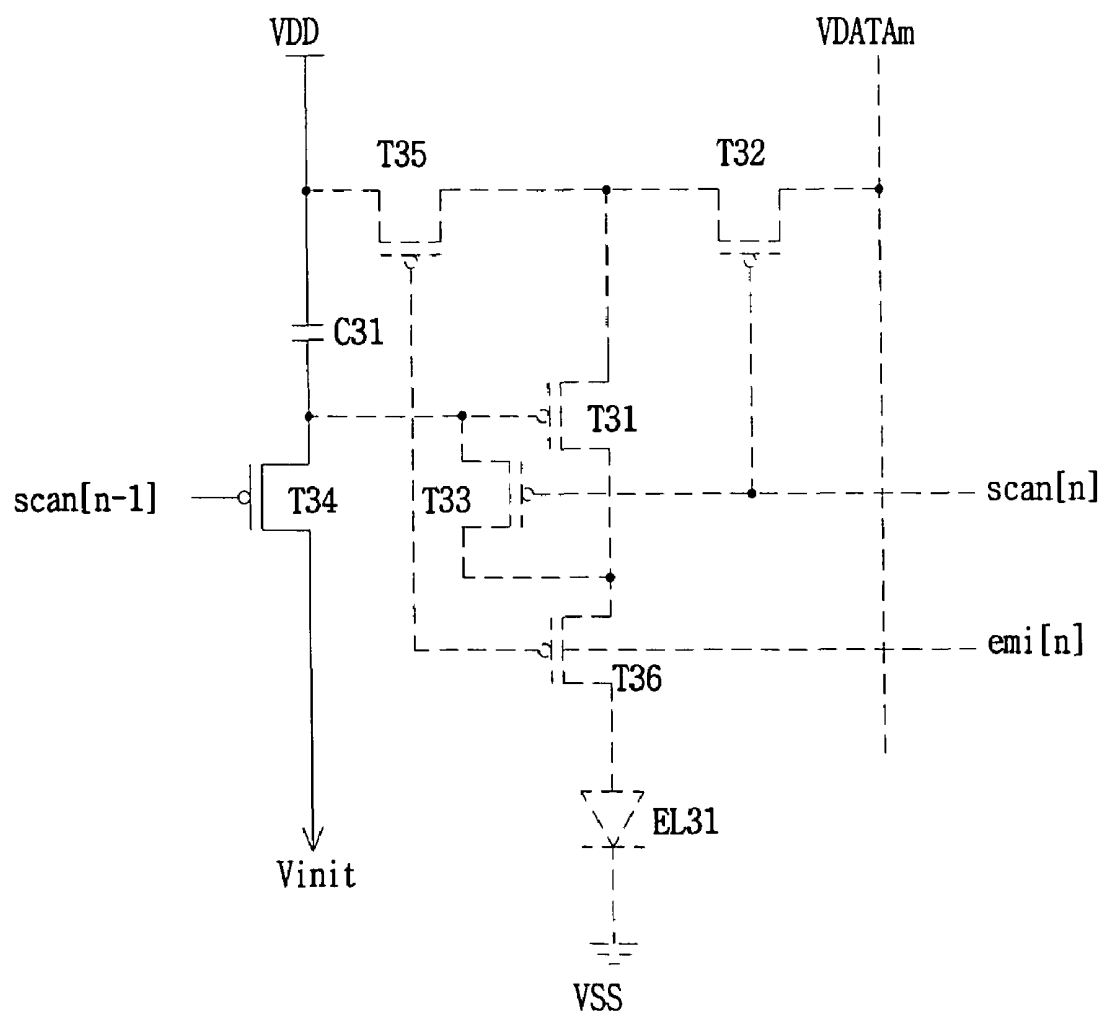 VDD
VDATAm
T35
T32
C31
T31
scan[n-1]
T34
T33
scan[n]
emi[n]
T36
EL31
Vinit
VSS